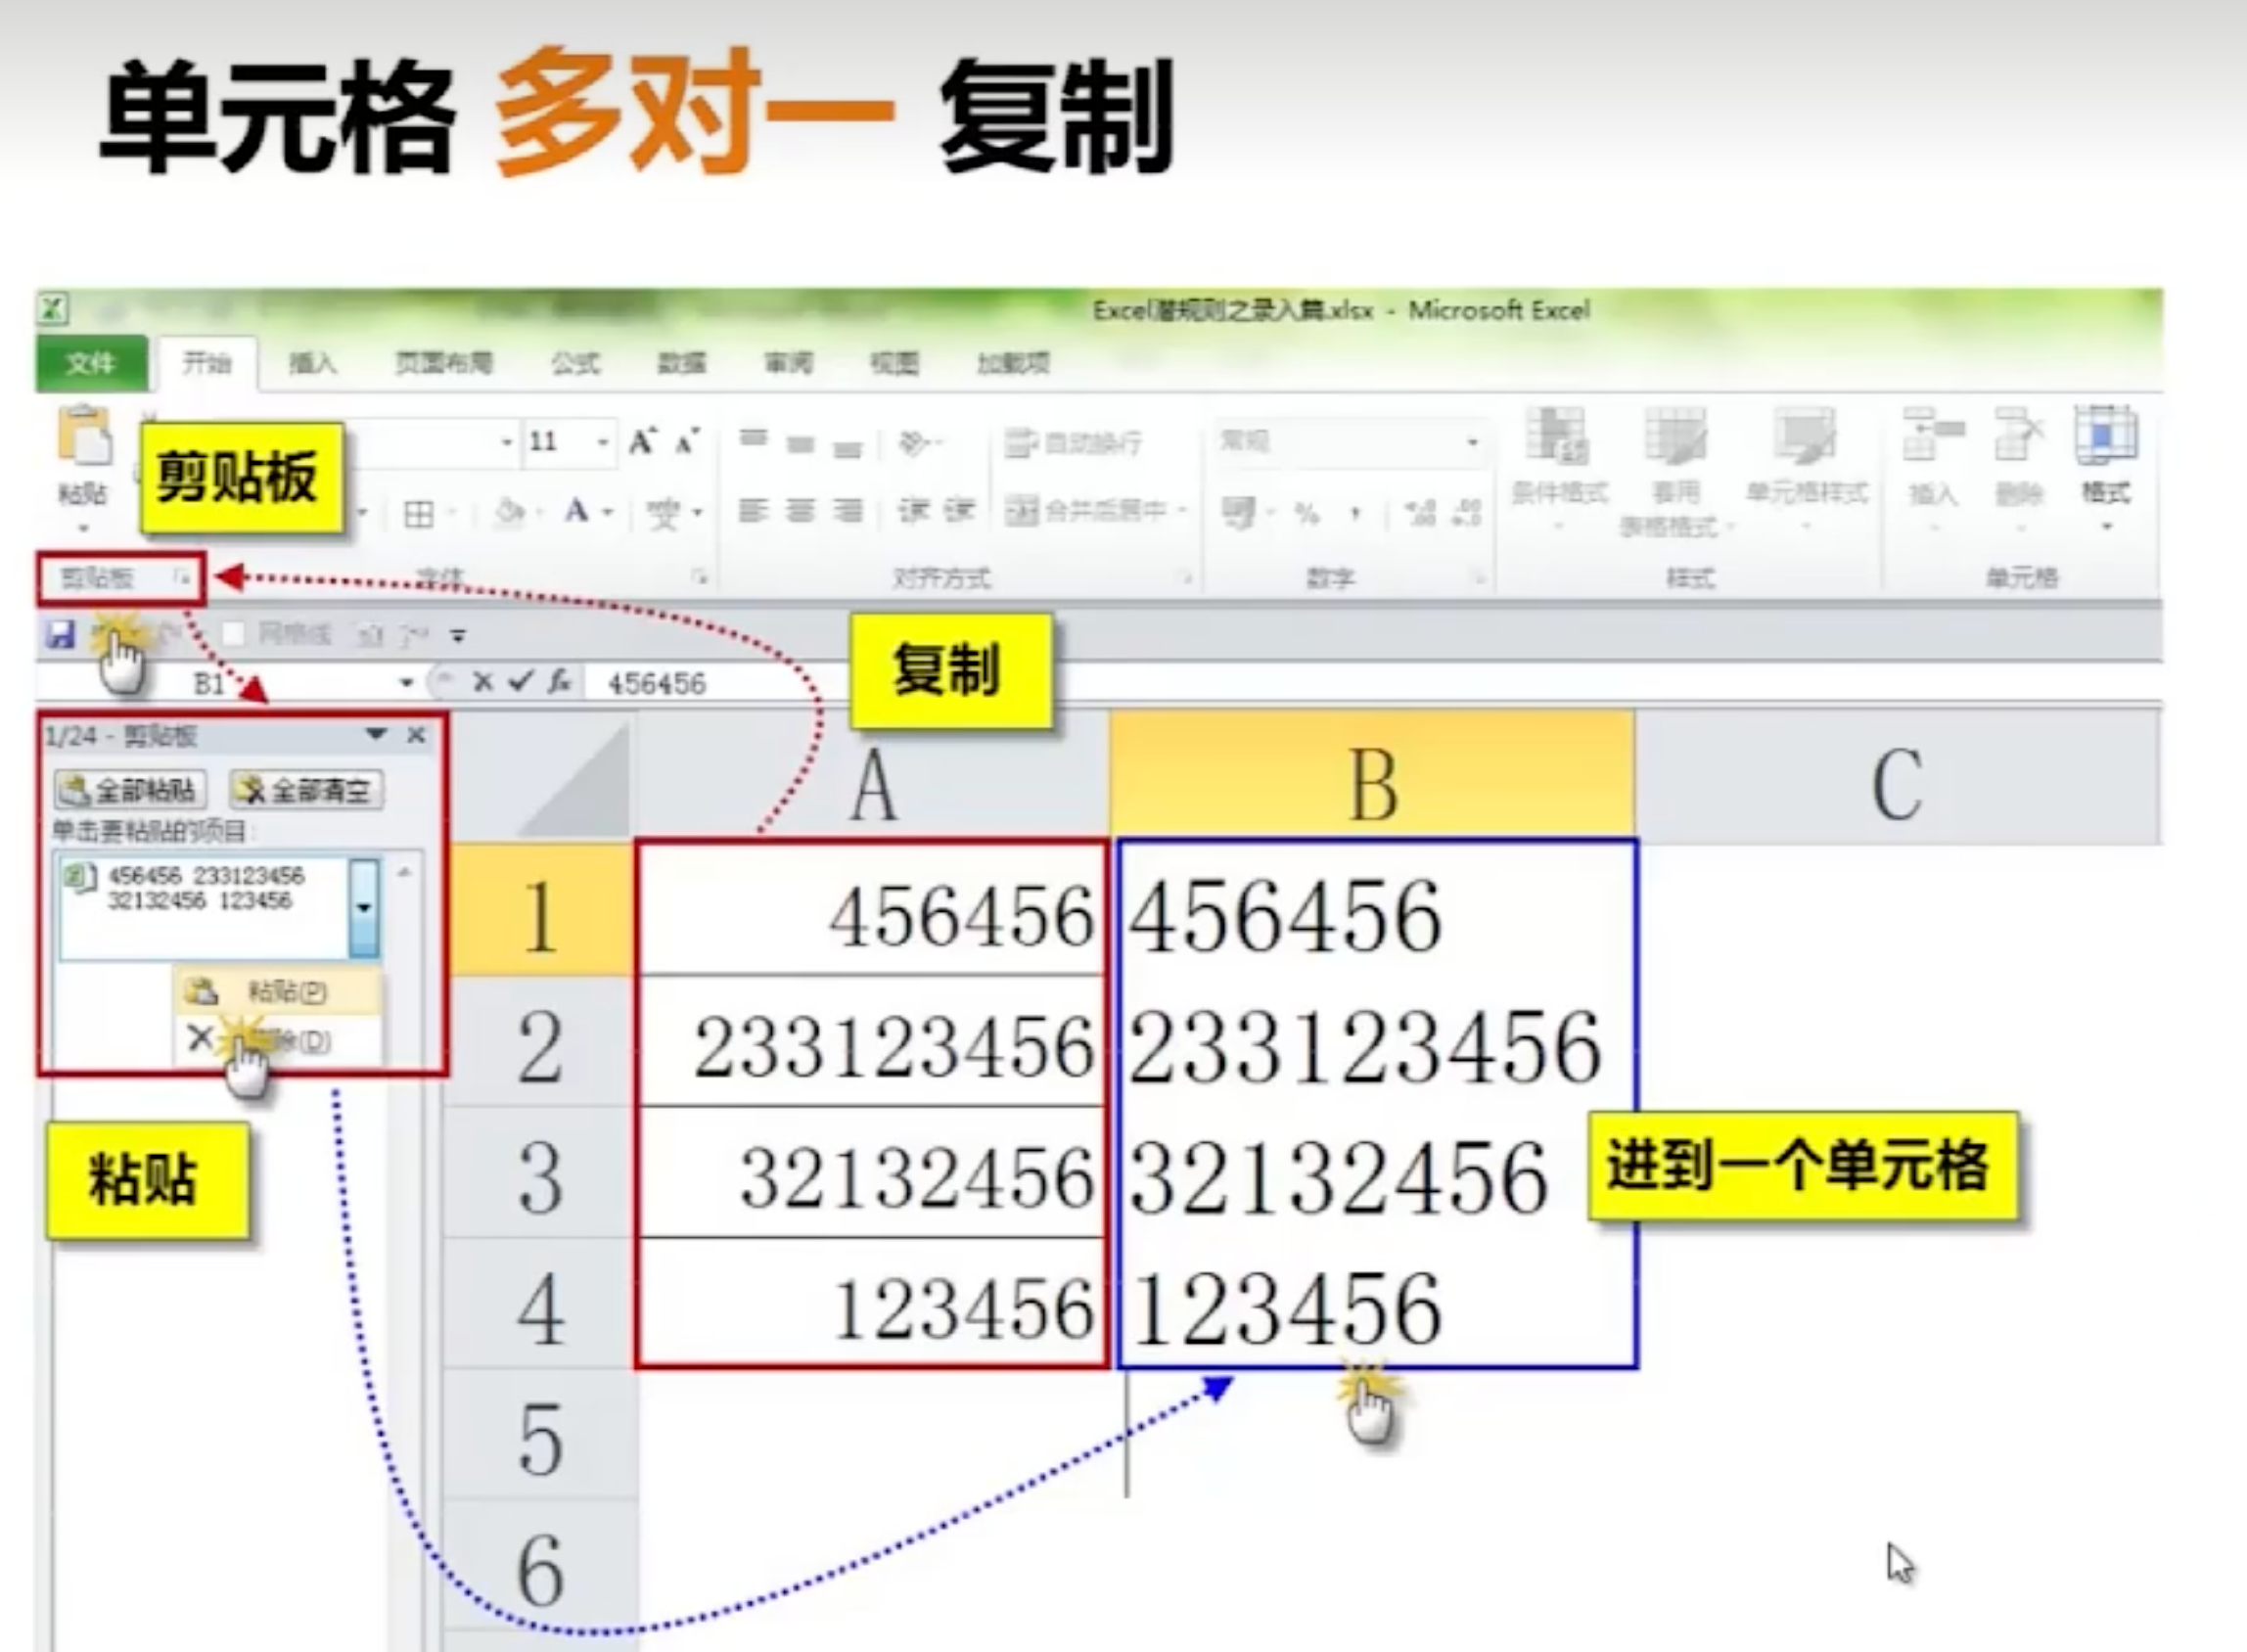 单元格 多对一 复制
Excel潜规则之录入篇.xlsx - Microsoft Excel
文件 开始 插入 页面布局 公式 数据 审阅 视图 加载项
剪贴板
粘贴
11 A A
自动换行
常规
A 变
合并后居中
%
条件格式 套用 表格格式 单元格样式 插入 删除 格式
剪贴板 字体 对齐方式 数字 样式 单元格
网格线
复制
B1 fx 456456
1/24 - 剪贴板
全部粘贴 全部清空
单击要粘贴的项目:
456456 233123456
32132456 123456
粘贴(P)
除(D)
粘贴
A B C
1 456456 456456
2 233123456 233123456
3 32132456 32132456
进到一个单元格
4 123456 123456
5
6